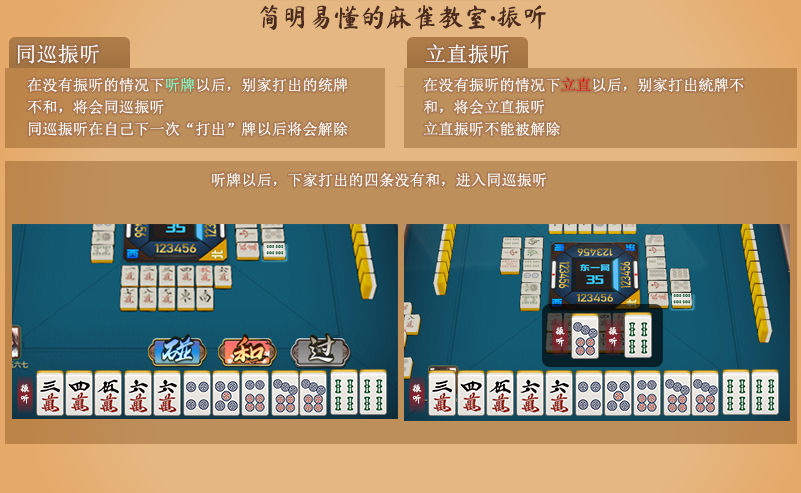 简明易懂的麻雀教室·振听
同巡振听
在没有振听的情况下听牌以后，别家打出的统牌
不和，将会同巡振听
同巡振听在自己下一次“打出”牌以后将会解除
立直振听
在没有振听的情况下立直以后，别家打出統牌不
和，将会立直振听
立直振听不能被解除
听牌以后，下家打出的四条没有和，进入同巡振听
35
123456
西
北
碰
和
过
振听
三萬
四萬
伍萬
六萬
六萬
123456
123456
东一局
35
123456
123456
西
北
振听
振听
振听
三萬
四萬
伍萬
六萬
六萬